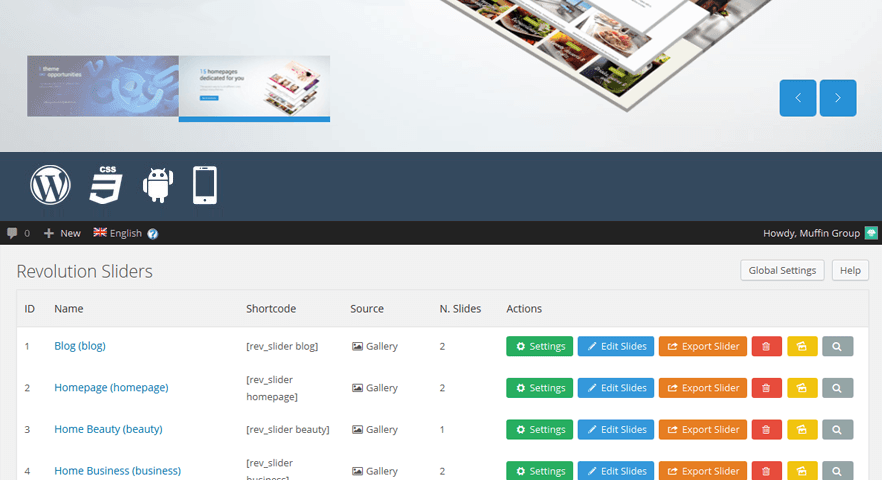 theme
opportunities
16 homepages
dedicated for you
CSS
0 New English Howdy, Muffin Group
Revolution Sliders Global Settings Help
ID Name Shortcode Source N. Slides Actions
1 Blog (blog) [rev_slider blog] Gallery 2 Settings Edit Slides Export Slider
2 Homepage (homepage) [rev_slider homepage] Gallery 2 Settings Edit Slides Export Slider
3 Home Beauty (beauty) [rev_slider beauty] Gallery 1 Settings Edit Slides Export Slider
4 Home Business (business) [rev_slider business] Gallery 2 Settings Edit Slides Export Slider